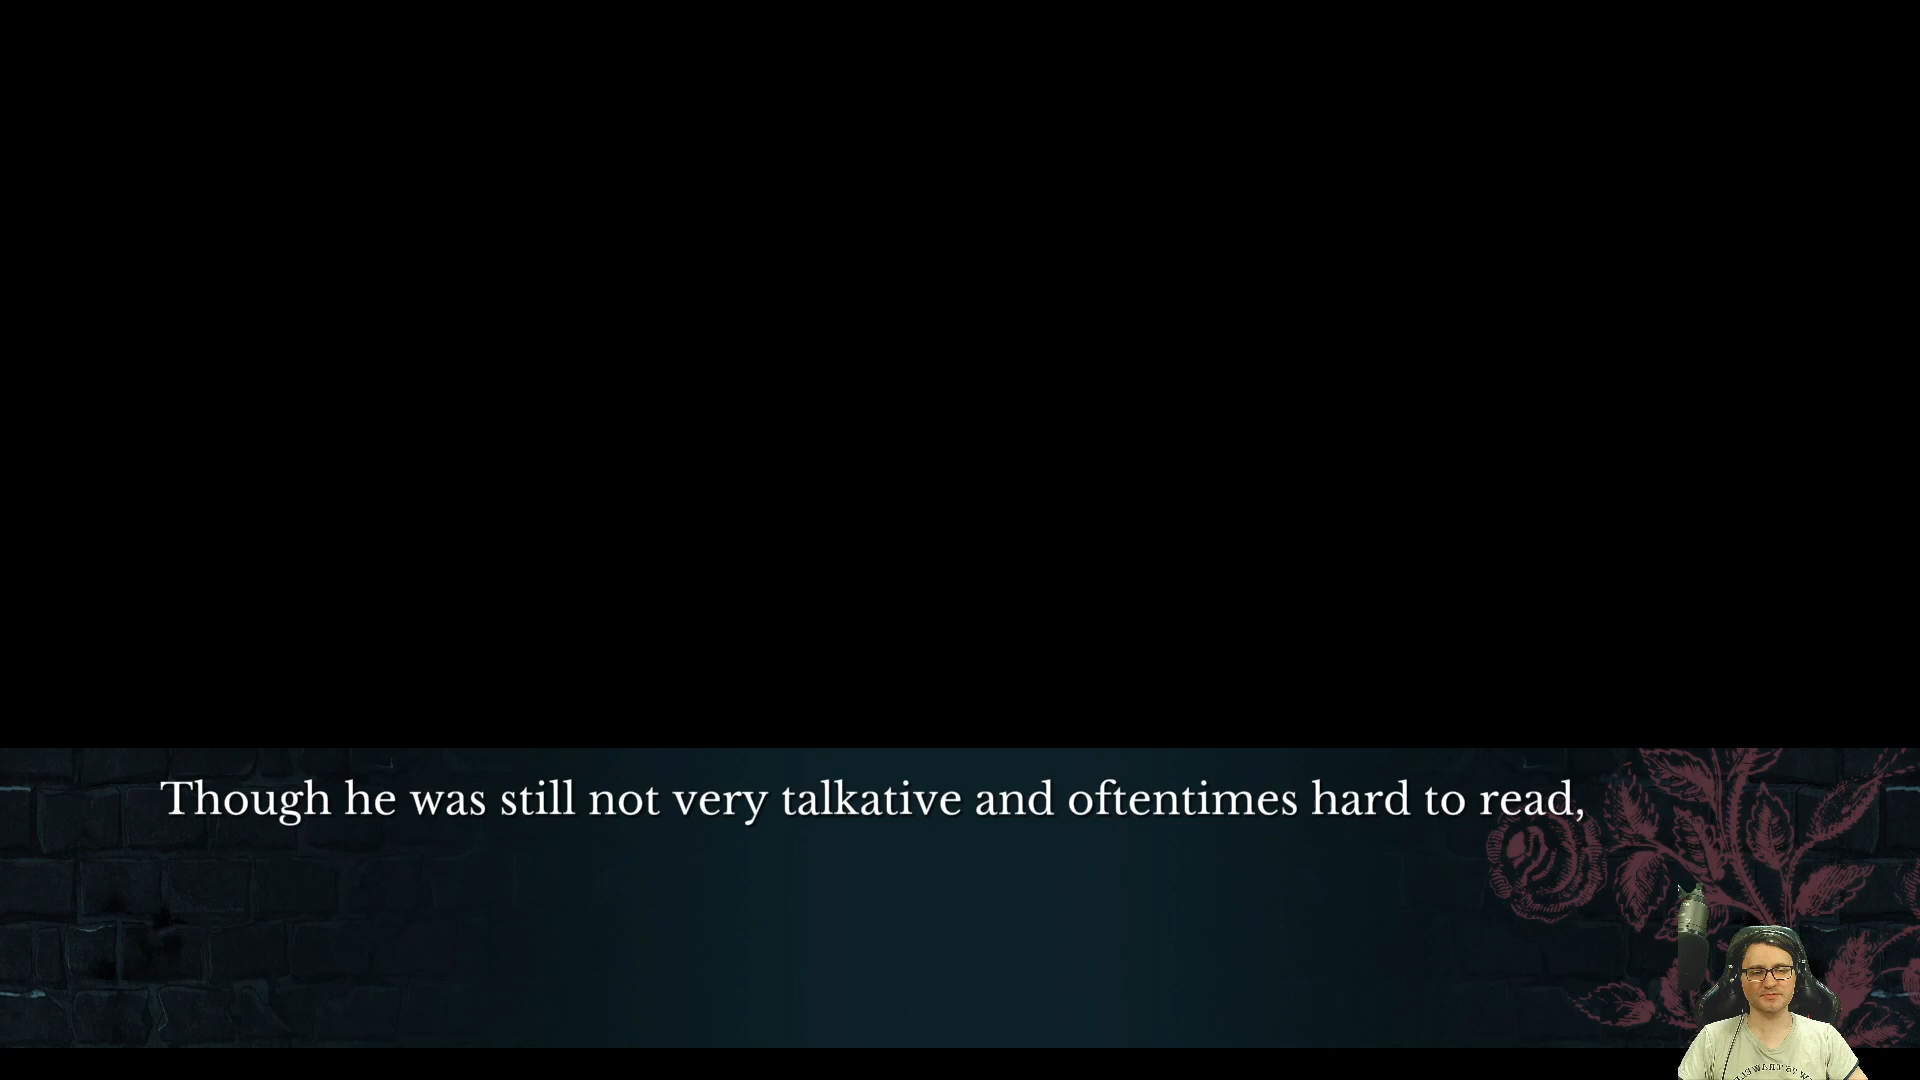 Though he was still not very talkative and oftentimes hard to read,